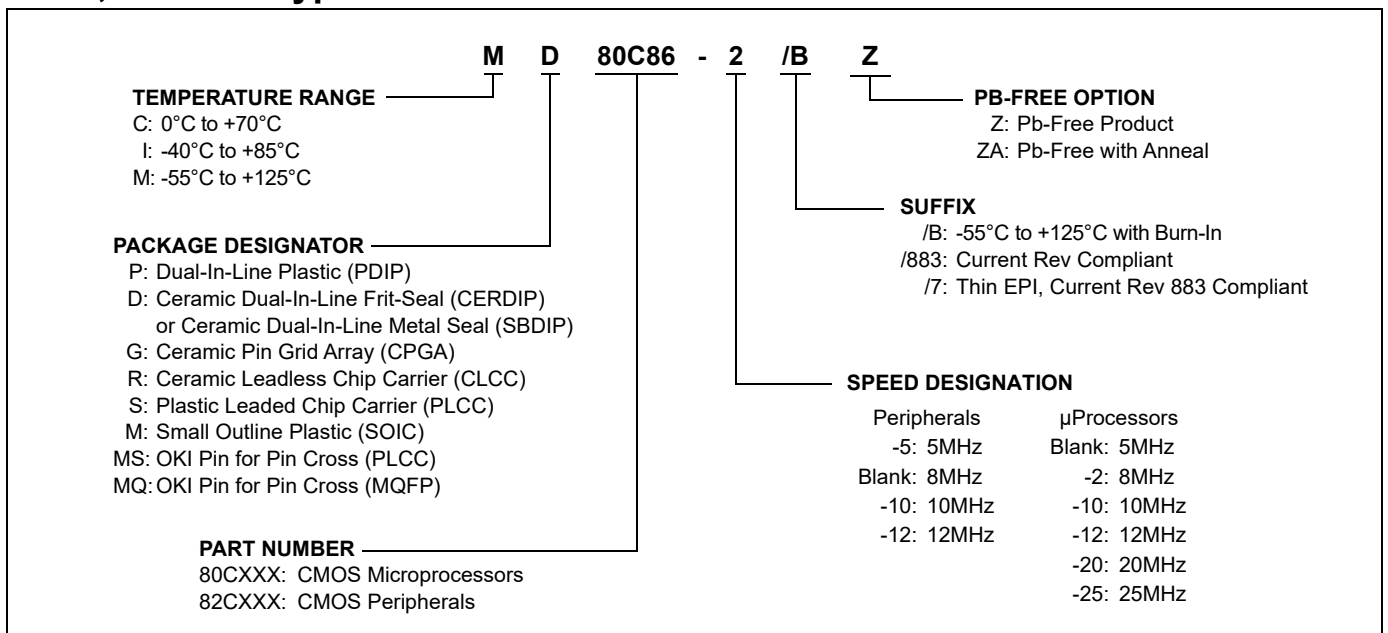 M D 80C86 - 2 /B Z
TEMPERATURE RANGE
C: 0°C to +70°C
I: -40°C to +85°C
M: -55°C to +125°C
PB-FREE OPTION
Z: Pb-Free Product
ZA: Pb-Free with Anneal
SUFFIX
/B: -55°C to +125°C with Burn-In
/883: Current Rev Compliant
/7: Thin EPI, Current Rev 883 Compliant
PACKAGE DESIGNATOR
P: Dual-In-Line Plastic (PDIP)
D: Ceramic Dual-In-Line Frit-Seal (CERDIP)
or Ceramic Dual-In-Line Metal Seal (SBDIP)
G: Ceramic Pin Grid Array (CPGA)
R: Ceramic Leadless Chip Carrier (CLCC)
S: Plastic Leaded Chip Carrier (PLCC)
M: Small Outline Plastic (SOIC)
MS: OKI Pin for Pin Cross (PLCC)
MQ: OKI Pin for Pin Cross (MQFP)
SPEED DESIGNATION
Peripherals µProcessors
-5: 5MHz Blank: 5MHz
Blank: 8MHz -2: 8MHz
-10: 10MHz -10: 10MHz
-12: 12MHz -12: 12MHz
-20: 20MHz
-25: 25MHz
PART NUMBER
80CXXX: CMOS Microprocessors
82CXXX: CMOS Peripherals